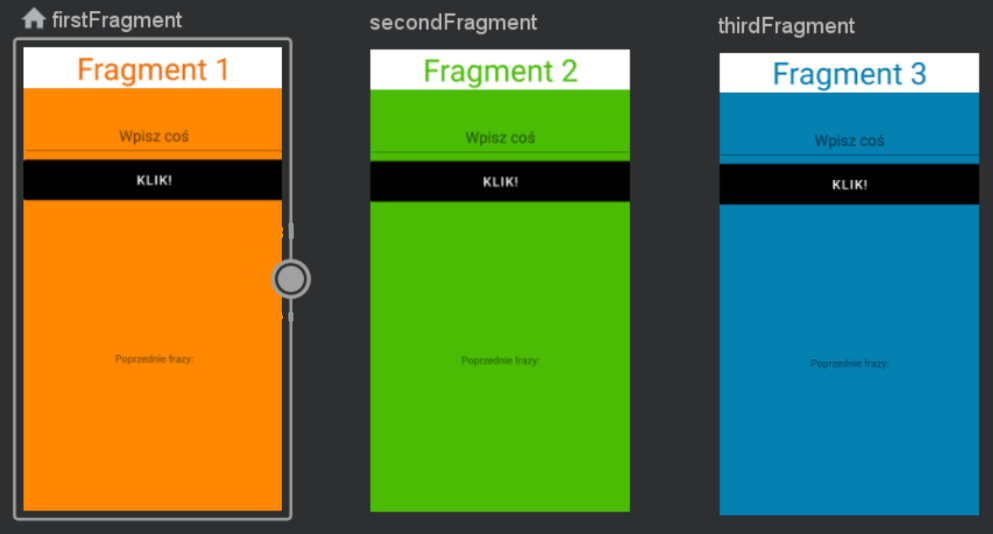 firstFragment
Fragment 1
Wpisz coś
KLIK!
Poprzednie frazy:
secondFragment
Fragment 2
Wpisz coś
KLIK!
Poprzednie frazy:
thirdFragment
Fragment 3
Wpisz coś
KLIK!
Poprzednie frazy: